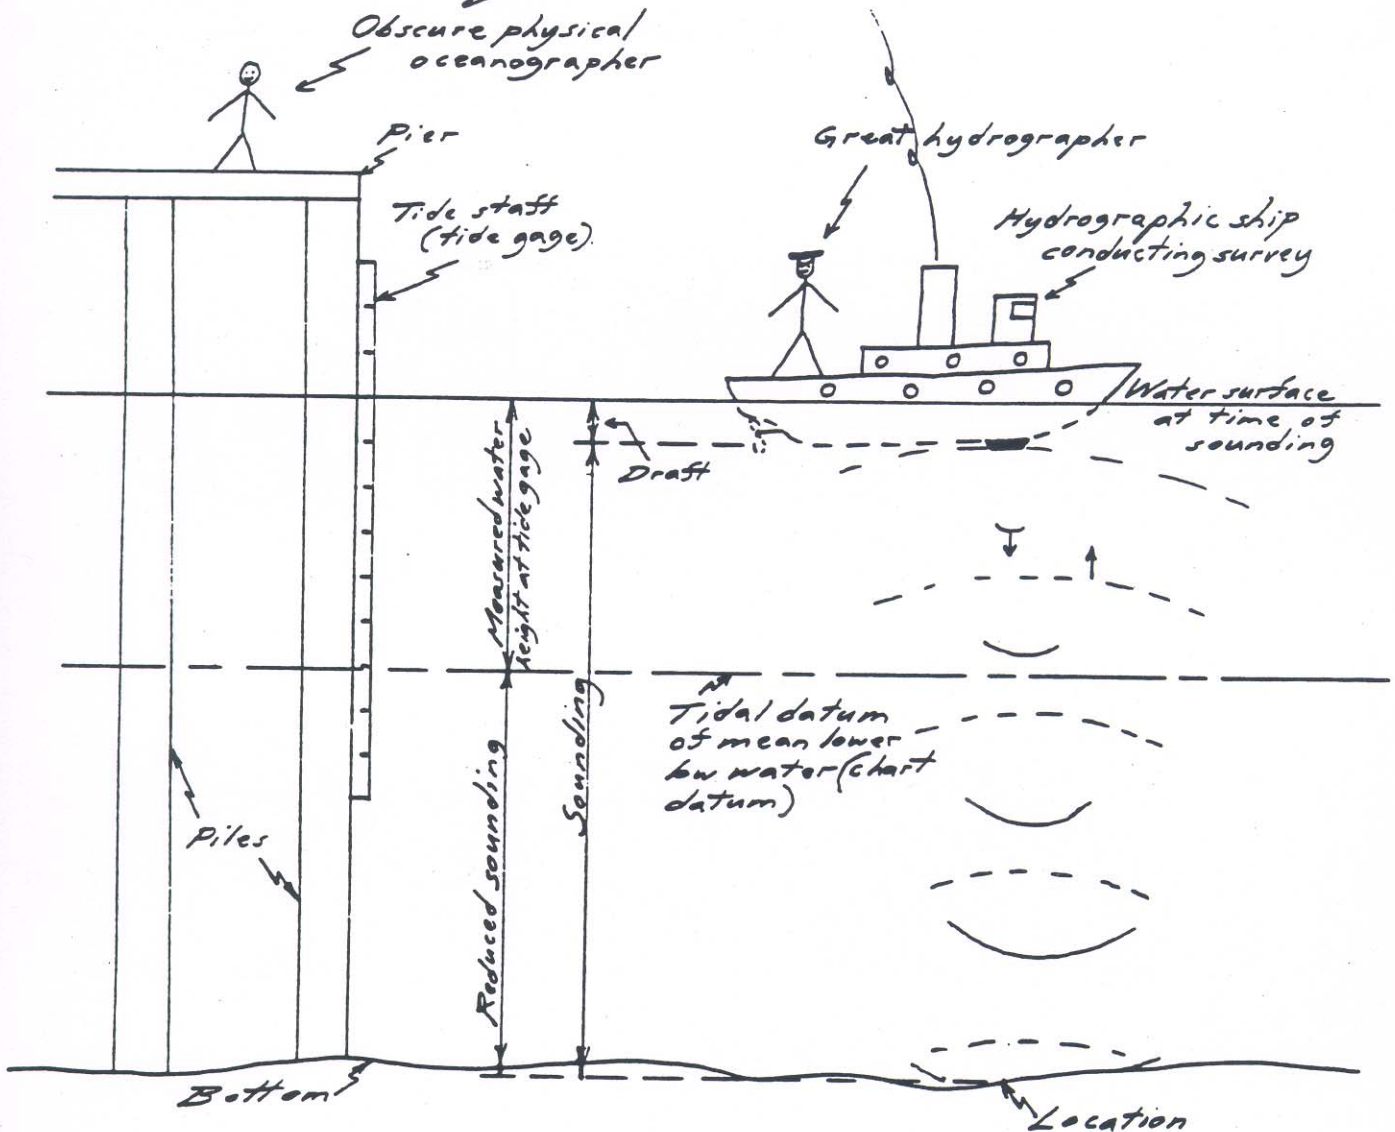 Obscure physical
oceanographer
Pier
Great hydrographer
Tide staff
(tide gage).
Hydrographic ship
conducting survey
Water surface
at time of
sounding
Draft
Measured water
height at tide gage
Tidal datum
of mean lower
low water (chart
datum)
Sounding
Reduced sounding
Piles
Bottom
Location